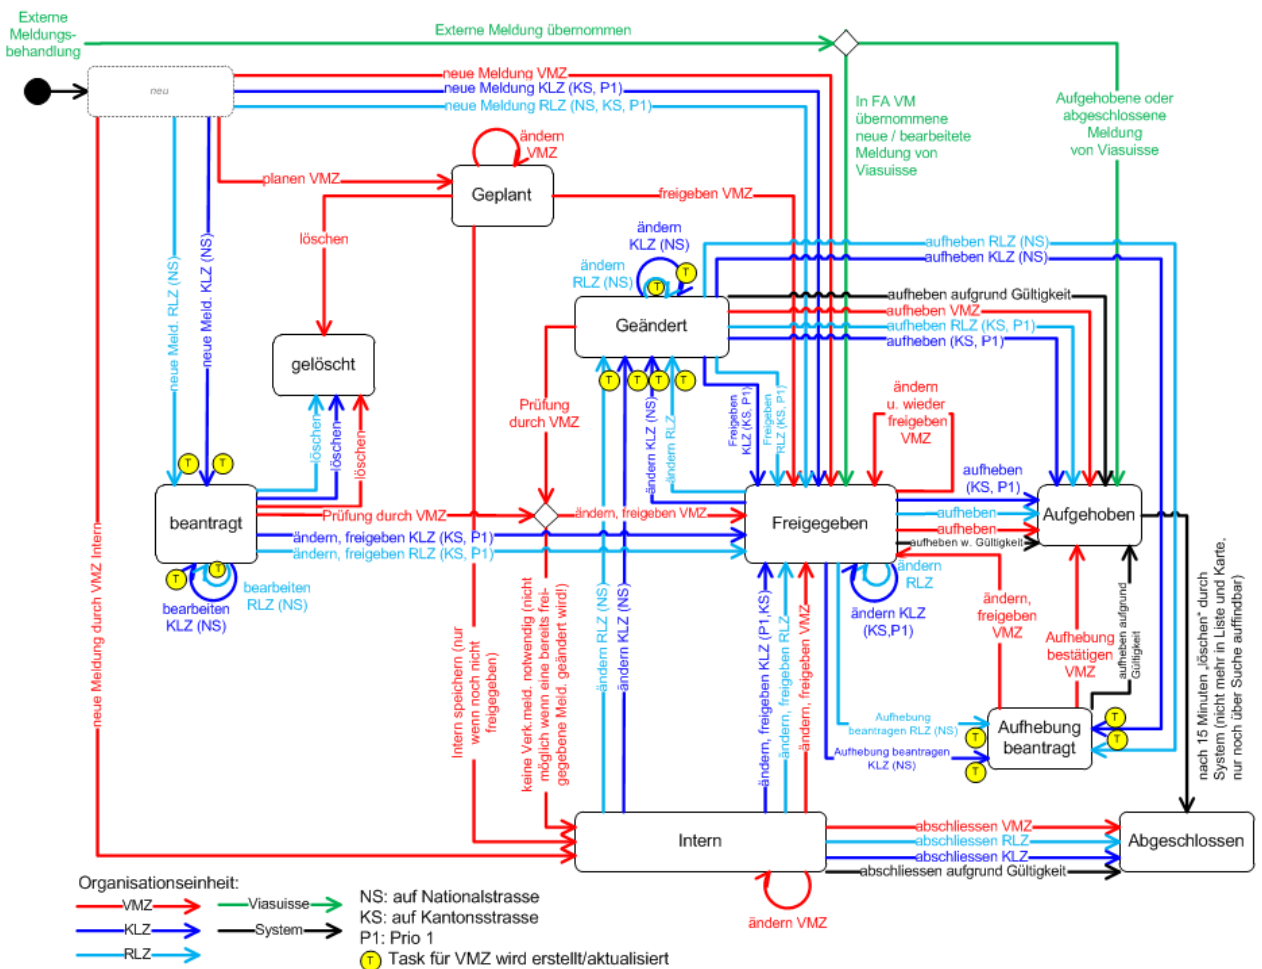 Externe
Meldungs-
behandlung
Externe Meldung übernommen
neu
neue Meldung VMZ
neue Meldung KLZ (KS, P1)
neue Meldung RLZ (NS, KS, P1)
In FA VM
übernommene
neue / bearbeitete
Meldung von
Viasuisse
Aufgehobene oder
abgeschlossene
Meldung
von Viasuisse
ändern
VMZ
planen VMZ
Geplant
freigeben VMZ
löschen
neue Meld. RLZ (NS)
neue Meld. KLZ (NS)
ändern
KLZ (NS)
T
ändern
RLZ (NS)
T
aufheben RLZ (NS)
aufheben KLZ (NS)
Geändert
aufheben aufgrund Gültigkeit
aufheben VMZ
aufheben RLZ (KS, P1)
aufheben (KS, P1)
gelöscht
T
T
T
T
Prüfung
durch VMZ
ändern KLZ (NS)
ändern RLZ
Freigeben
KLZ (KS, P1)
Freigeben
RLZ (KS, P1)
ändern
u. wieder
freigeben
VMZ
löschen
löschen
löschen
T
T
beantragt
Prüfung durch VMZ
ändern, freigeben VMZ
ändern, freigeben KLZ (KS, P1)
ändern, freigeben RLZ (KS, P1)
Freigegeben
aufheben
(KS, P1)
aufheben
aufheben
aufheben w. Gültigkeit
Aufgehoben
T
T
bearbeiten
RLZ (NS)
bearbeiten
KLZ (NS)
ändern
RLZ
ändern KLZ
(KS,P1)
neue Meldung durch VMZ Intern
Intern speichern (nur
wenn noch nicht
freigegeben)
keine Verk.meld. notwendig (nicht
möglich wenn eine bereits frei-
gegebene Meld. geändert wird!)
ändern RLZ (NS)
ändern KLZ (NS)
ändern, freigeben KLZ (P1,KS)
ändern, freigeben RLZ
ändern, freigeben VMZ
ändern,
freigeben
VMZ
Aufhebung
bestätigen
VMZ
aufheben aufgrund
Gültigkeit
nach 15 Minuten „löschen" durch
System (nicht mehr in Liste und Karte,
nur noch über Suche auffindbar)
Aufhebung
beantragen RLZ (NS)
T
Aufhebung beantragen
KLZ (NS)
T
Aufhebung
beantragt
T
T
Intern
abschliessen VMZ
abschliessen RLZ
abschliessen KLZ
abschliessen aufgrund Gültigkeit
Abgeschlossen
ändern VMZ
Organisationseinheit:
VMZ
KLZ
RLZ
Viasuisse
System
NS: auf Nationalstrasse
KS: auf Kantonsstrasse
P1: Prio 1
T Task für VMZ wird erstellt/aktualisiert